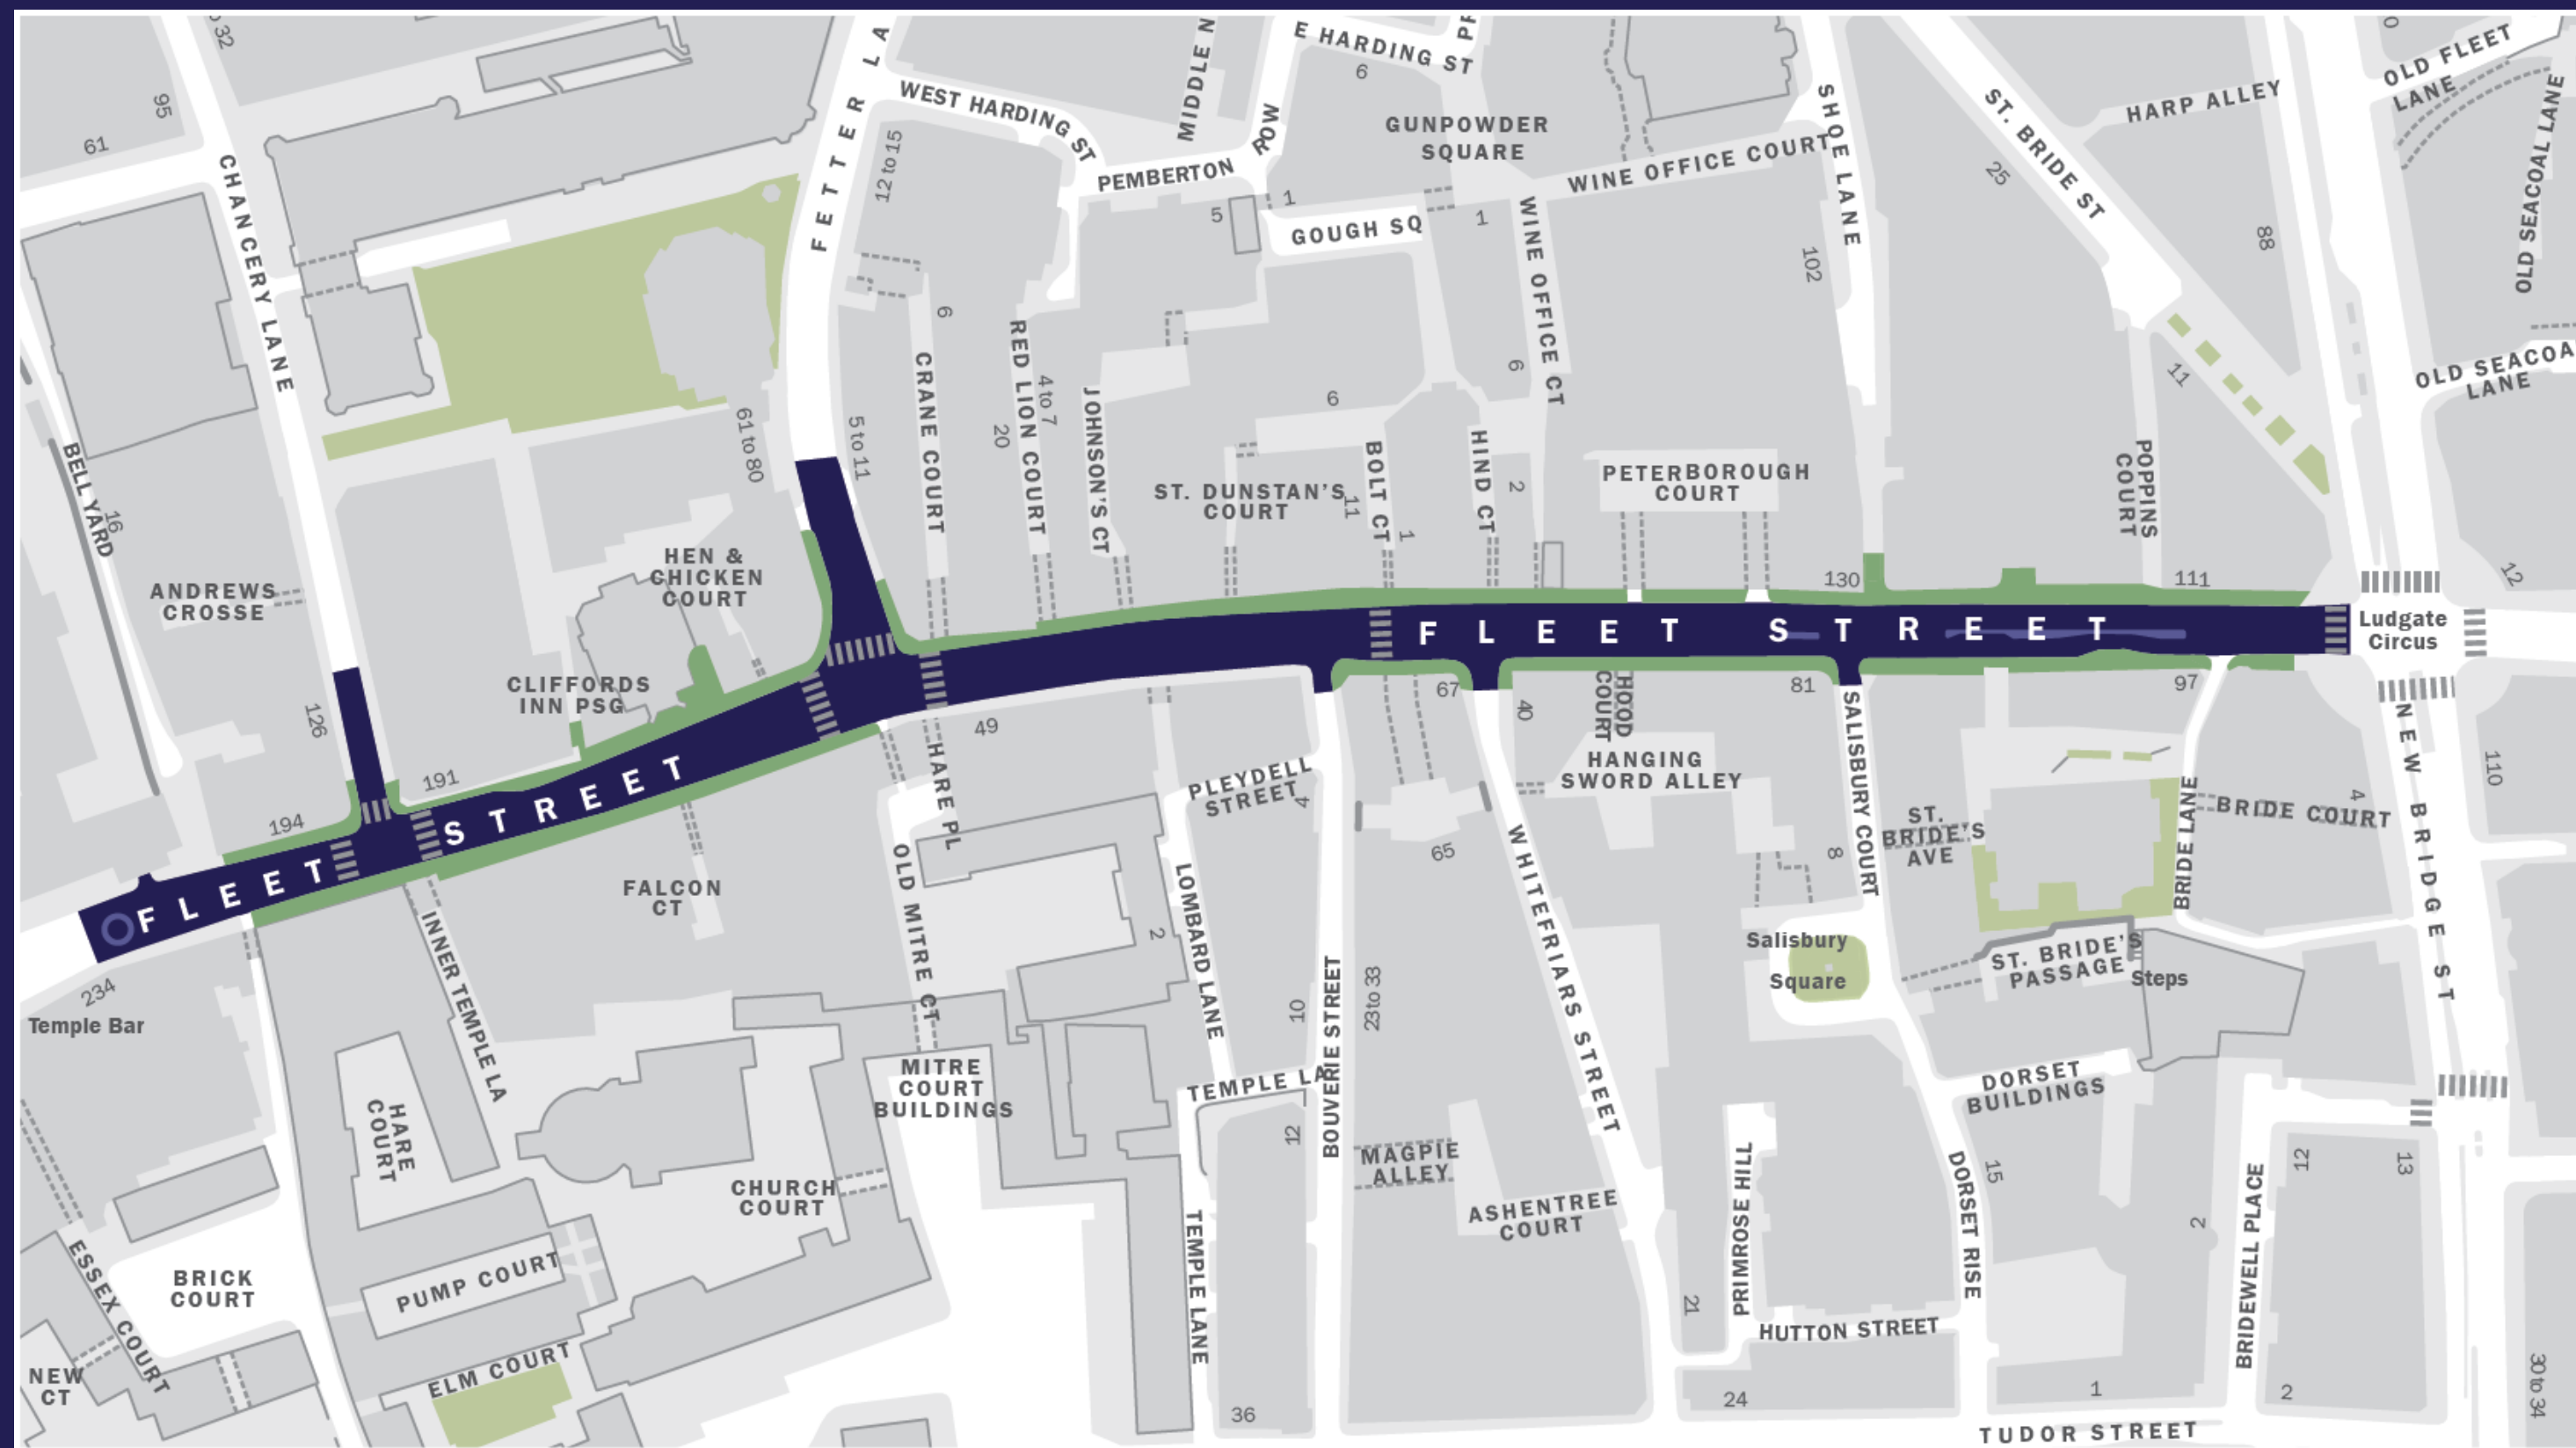 32
95
61
CHANCERY LANE
FETTER LA
WEST HARDING ST
MIDDLE N
E HARDING ST
6
PEMBERTON
ROW
GUNPOWDER
SQUARE
WINE OFFICE COURT
SHOE LANE
ST. BRIDE ST
HARP ALLEY
OLD FLEET
LANE
OLD SEACOAL LANE
12 to 15
5
1
GOUGH SQ
1
WINE OFFICE CT
102
25
88
OLD SEACOA
LANE
11
6
CRANE COURT
RED LION COURT
4 to 7
20
JOHNSON'S CT
6
6
ST. DUNSTAN'S
COURT
11
BOLT CT
1
HIND CT
2
PETERBOROUGH
COURT
POPPINS
COURT
61 to 80
5 to 11
BELL YARD
16
ANDREWS
CROSSE
HEN &
CHICKEN
COURT
130
111
12
FLEET STREET
Ludgate
Circus
CLIFFORDS
INN PSG
126
191
194
FLEET STREET
234
Temple Bar
49
HARE PL
67
40
HOOD
COURT
81
97
HANGING
SWORD ALLEY
SALISBURY COURT
8
ST.
BRIDE'S
AVE
BRIDE LANE
BRIDE COURT
4
NEW BRIDGE ST
110
PLEYDELL
STREET
4
65
FALCON
CT
INNER TEMPLE LA
OLD MITRE CT
2
LOMBARD LANE
10
BOUVERIE STREET
23 to 38
WHITEFRIARS STREET
Salisbury
Square
ST. BRIDE'S
PASSAGE
Steps
MITRE
COURT
BUILDINGS
TEMPLE LA
12
DORSET
BUILDINGS
HARE
COURT
CHURCH
COURT
MAGPIE
ALLEY
ASHENTREE
COURT
PRIMROSE HILL
DORSET RISE
15
2
BRIDEWELL PLACE
12
13
ESSEX COURT
BRICK
COURT
PUMP COURT
TEMPLE LANE
21
HUTTON STREET
NEW
CT
ELM COURT
36
24
1
2
30 to 34
TUDOR STREET